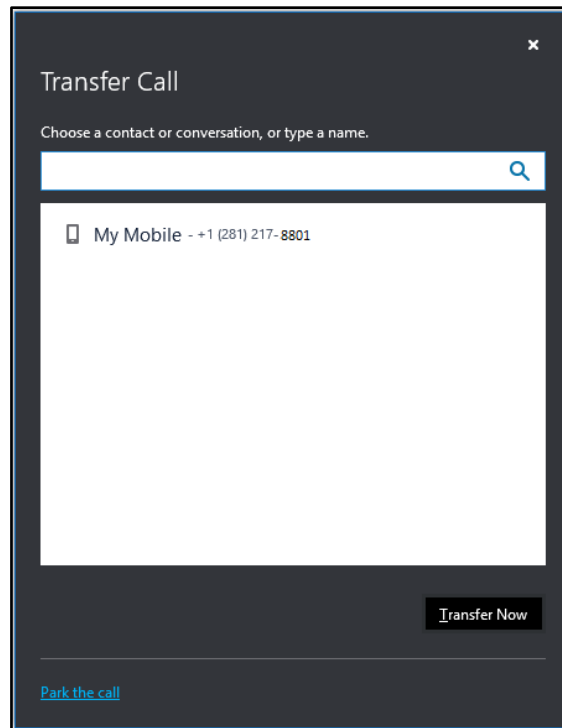 Transfer Call
Choose a contact or conversation, or type a name.
My Mobile - +1 (281) 217-8801
Transfer Now
Park the call